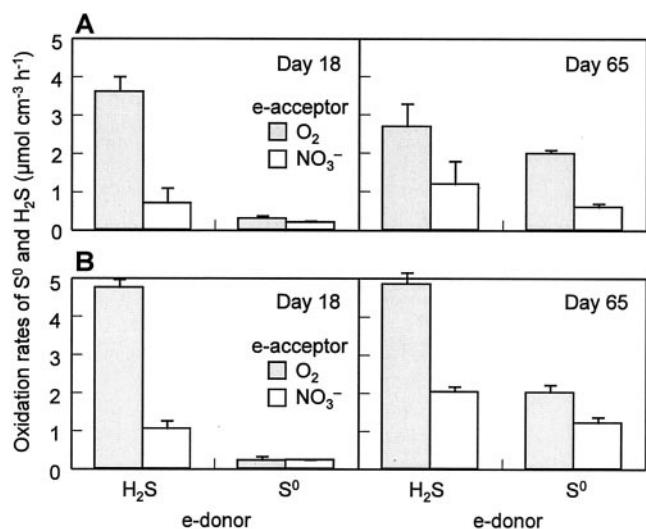 A
Day 18
Day 65
e-acceptor
O₂
NO₃⁻
5
4
3
2
1
0
B
Day 18
Day 65
e-acceptor
O₂
NO₃⁻
5
4
3
2
1
0
Oxidation rates of S⁰ and H₂S (µmol cm⁻³ h⁻¹)
H₂S
S⁰
H₂S
S⁰
e-donor
e-donor